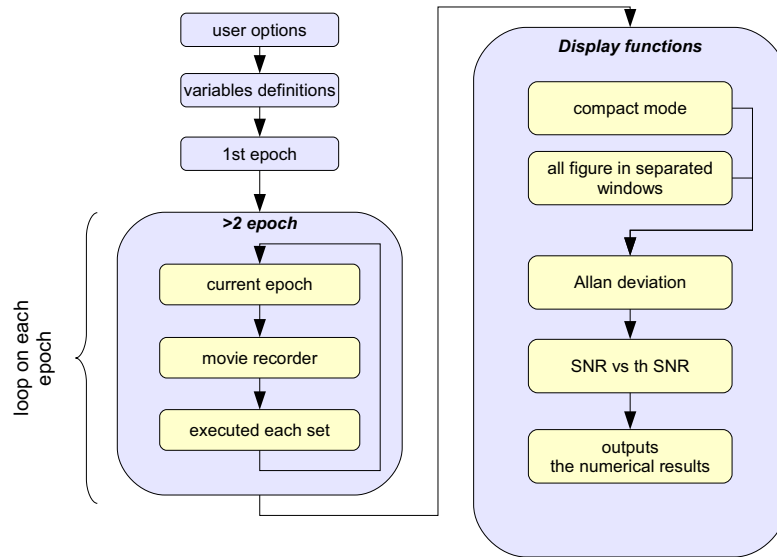 user options
variables definitions
1st epoch
>2 epoch
current epoch
movie recorder
executed each set
loop on each
epoch
Display functions
compact mode
all figure in separated
windows
Allan deviation
SNR vs th SNR
outputs
the numerical results